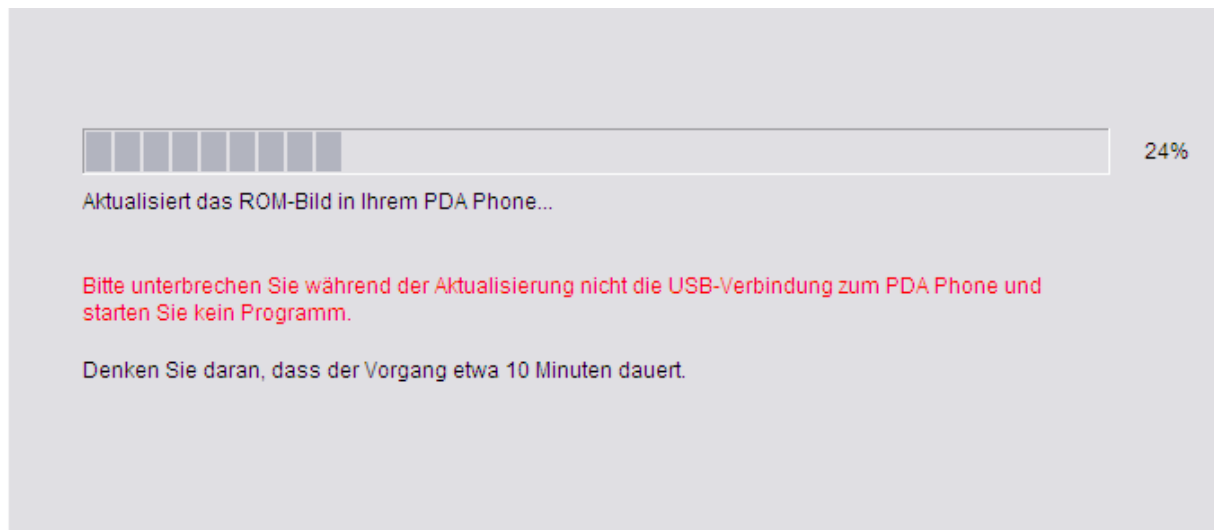 24%
Aktualisiert das ROM-Bild in Ihrem PDA Phone...
Bitte unterbrechen Sie während der Aktualisierung nicht die USB-Verbindung zum PDA Phone und
starten Sie kein Programm.
Denken Sie daran, dass der Vorgang etwa 10 Minuten dauert.